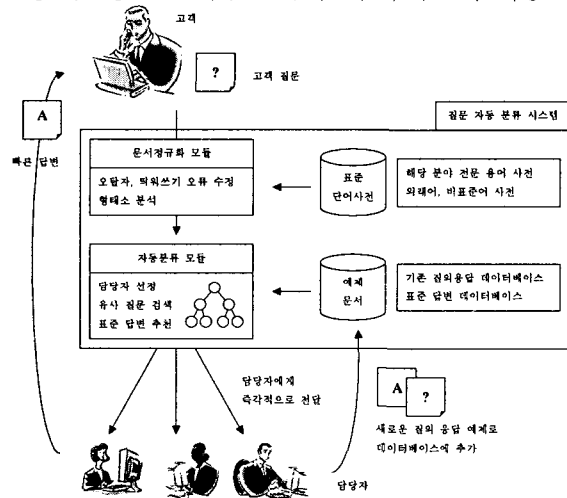 고객
?
고객 질문
A
빠른 답변
질문 자동 분류 시스템
문서정규화 모듈
오탈자, 띄워쓰기 오류 수정
형태소 분석
표준
단어사전
해당 분야 전문 용어 사전
외래어, 비표준어 사전
자동분류 모듈
담당자 선정
유사 질문 검색
표준 답변 추천
예제
문서
기존 질의응답 데이터베이스
표준 답변 데이터베이스
담당자에게
즉각적으로 전달
A
?
새로운 질의 응답 예제로
데이터베이스에 추가
담당자